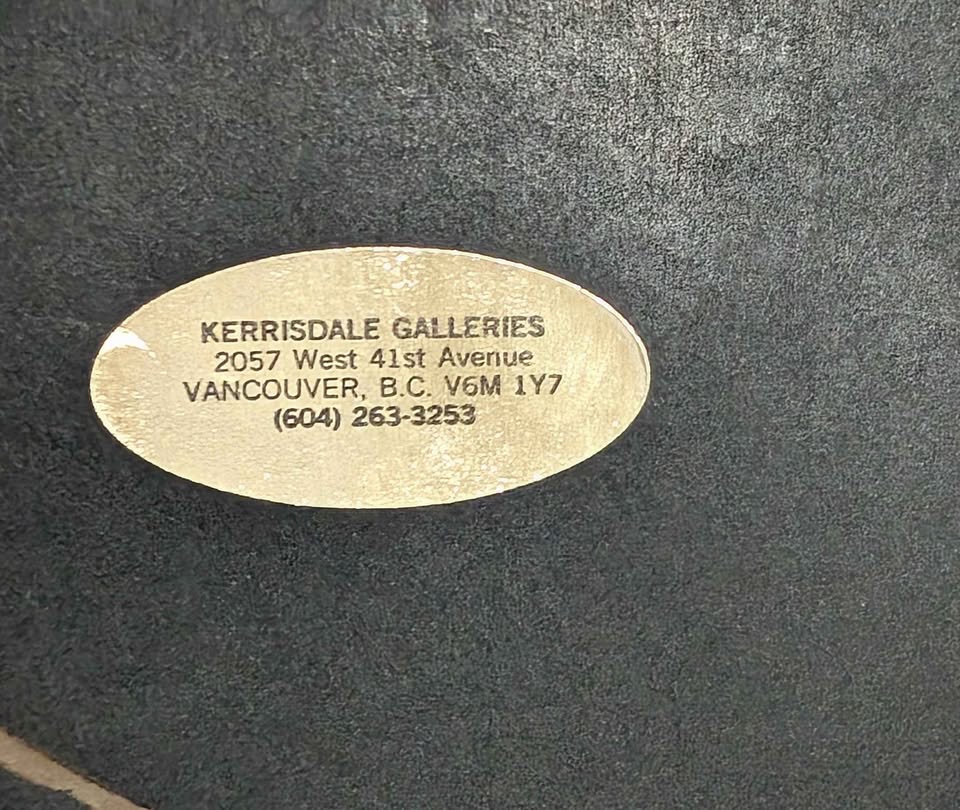 KERRISDALE GALLERIES
2057 West 41st Avenue
VANCOUVER, B.C. V6M 1Y7
(604) 263-3253